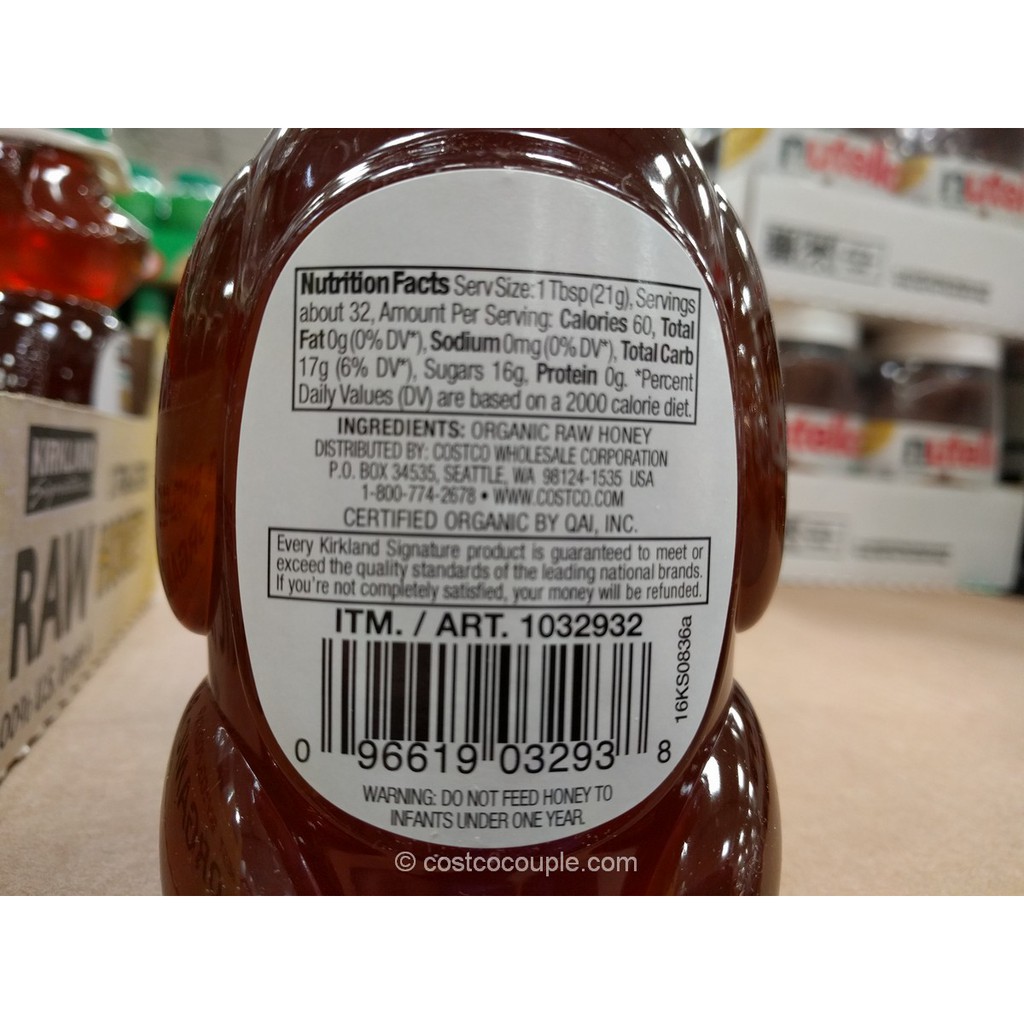 nutella
nutella
Nutrition Facts Serv Size: 1 Tbsp (21g), Servings
about 32, Amount Per Serving: Calories 60, Total
Fat 0g (0% DV*), Sodium 0mg (0% DV*), Total Carb
17g (6% DV*), Sugars 16g, Protein 0g. *Percent
Daily Values (DV) are based on a 2000 calorie diet.
INGREDIENTS: ORGANIC RAW HONEY
DISTRIBUTED BY: COSTCO WHOLESALE CORPORATION
P.O. BOX 34535, SEATTLE, WA 98124-1535 USA
1-800-774-2678 • WWW.COSTCO.COM
CERTIFIED ORGANIC BY QAI, INC.
Every Kirkland Signature product is guaranteed to meet or
exceed the quality standards of the leading national brands.
If you're not completely satisfied, your money will be refunded.
ITM. / ART. 1032932
16KS0836a
0 96619 03293 8
WARNING: DO NOT FEED HONEY TO
INFANTS UNDER ONE YEAR.
KIRKLAND
Signature
RAW
© costcocouple.com